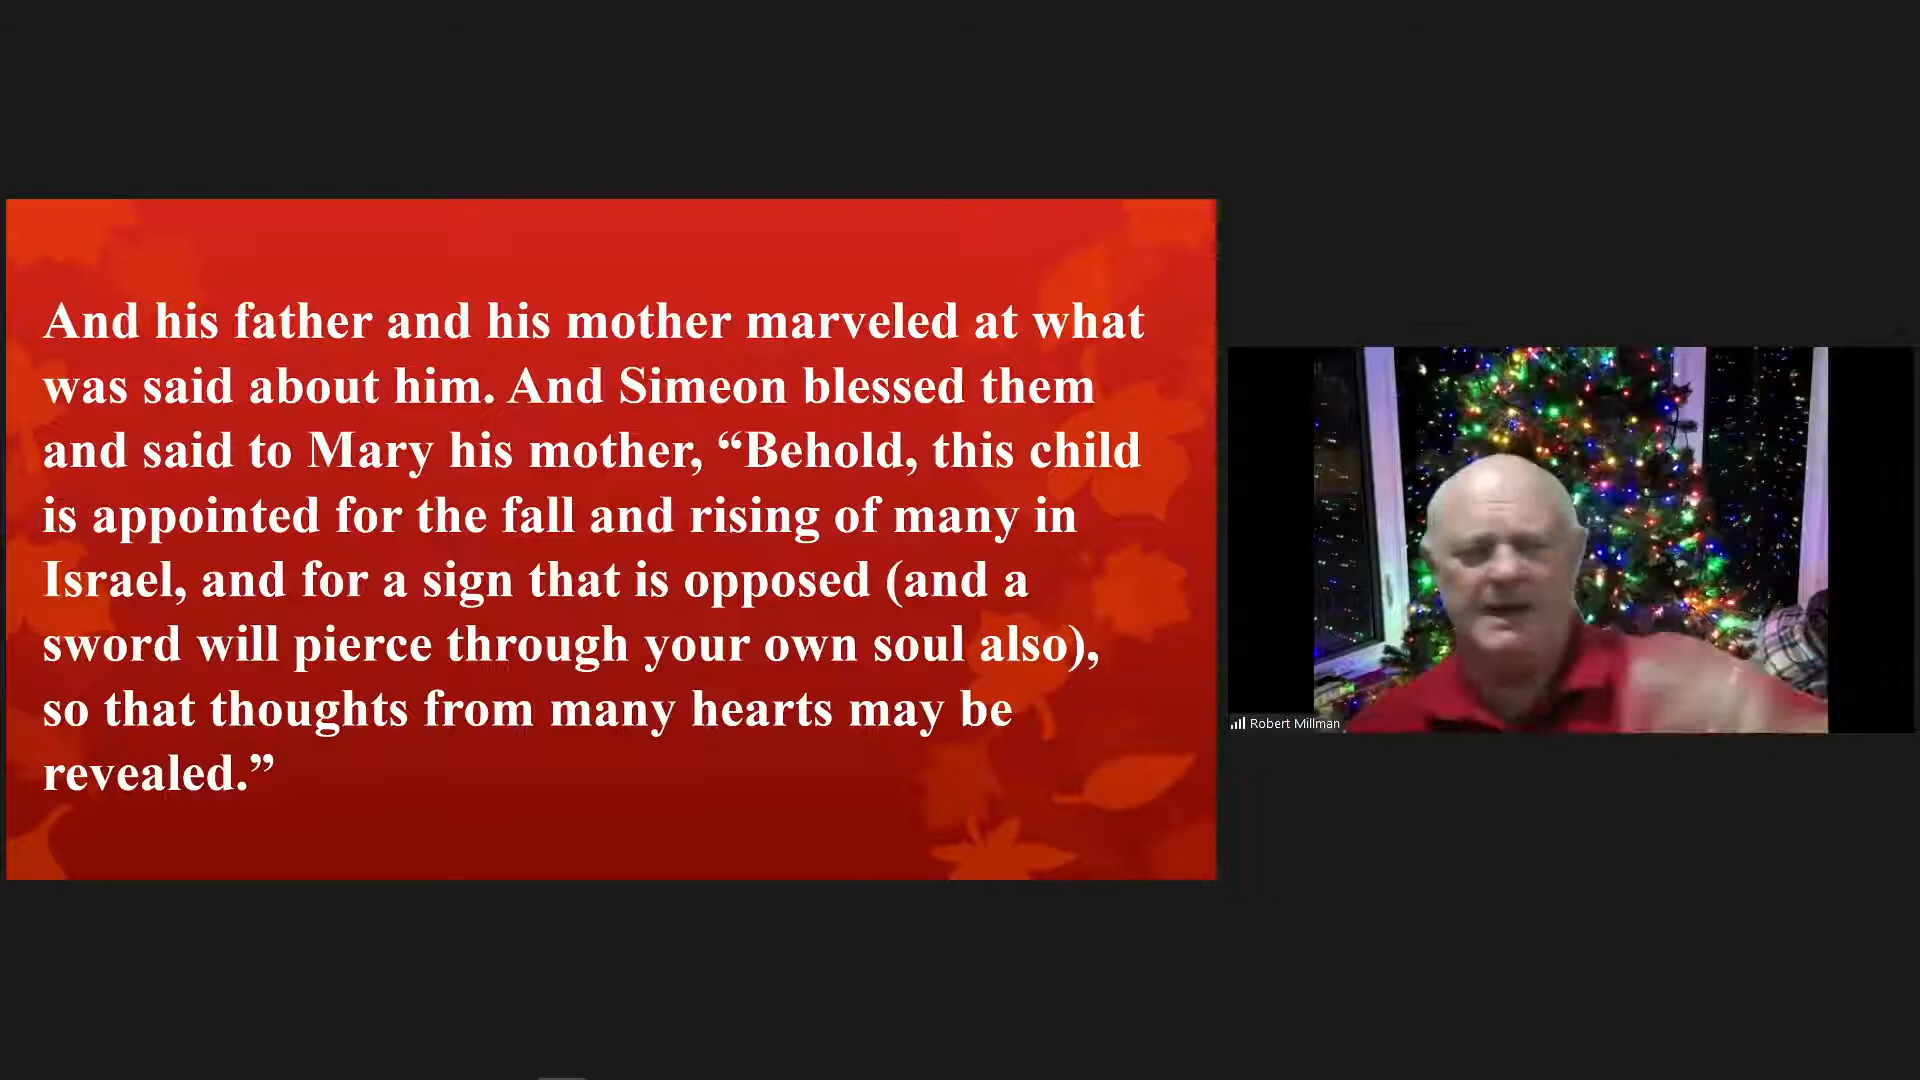 And his father and his mother marveled at what
was said about him. And Simeon blessed them
and said to Mary his mother, “Behold, this child
is appointed for the fall and rising of many in
Israel, and for a sign that is opposed (and a
sword will pierce through your own soul also),
so that thoughts from many hearts may be
revealed.”
Robert Millman